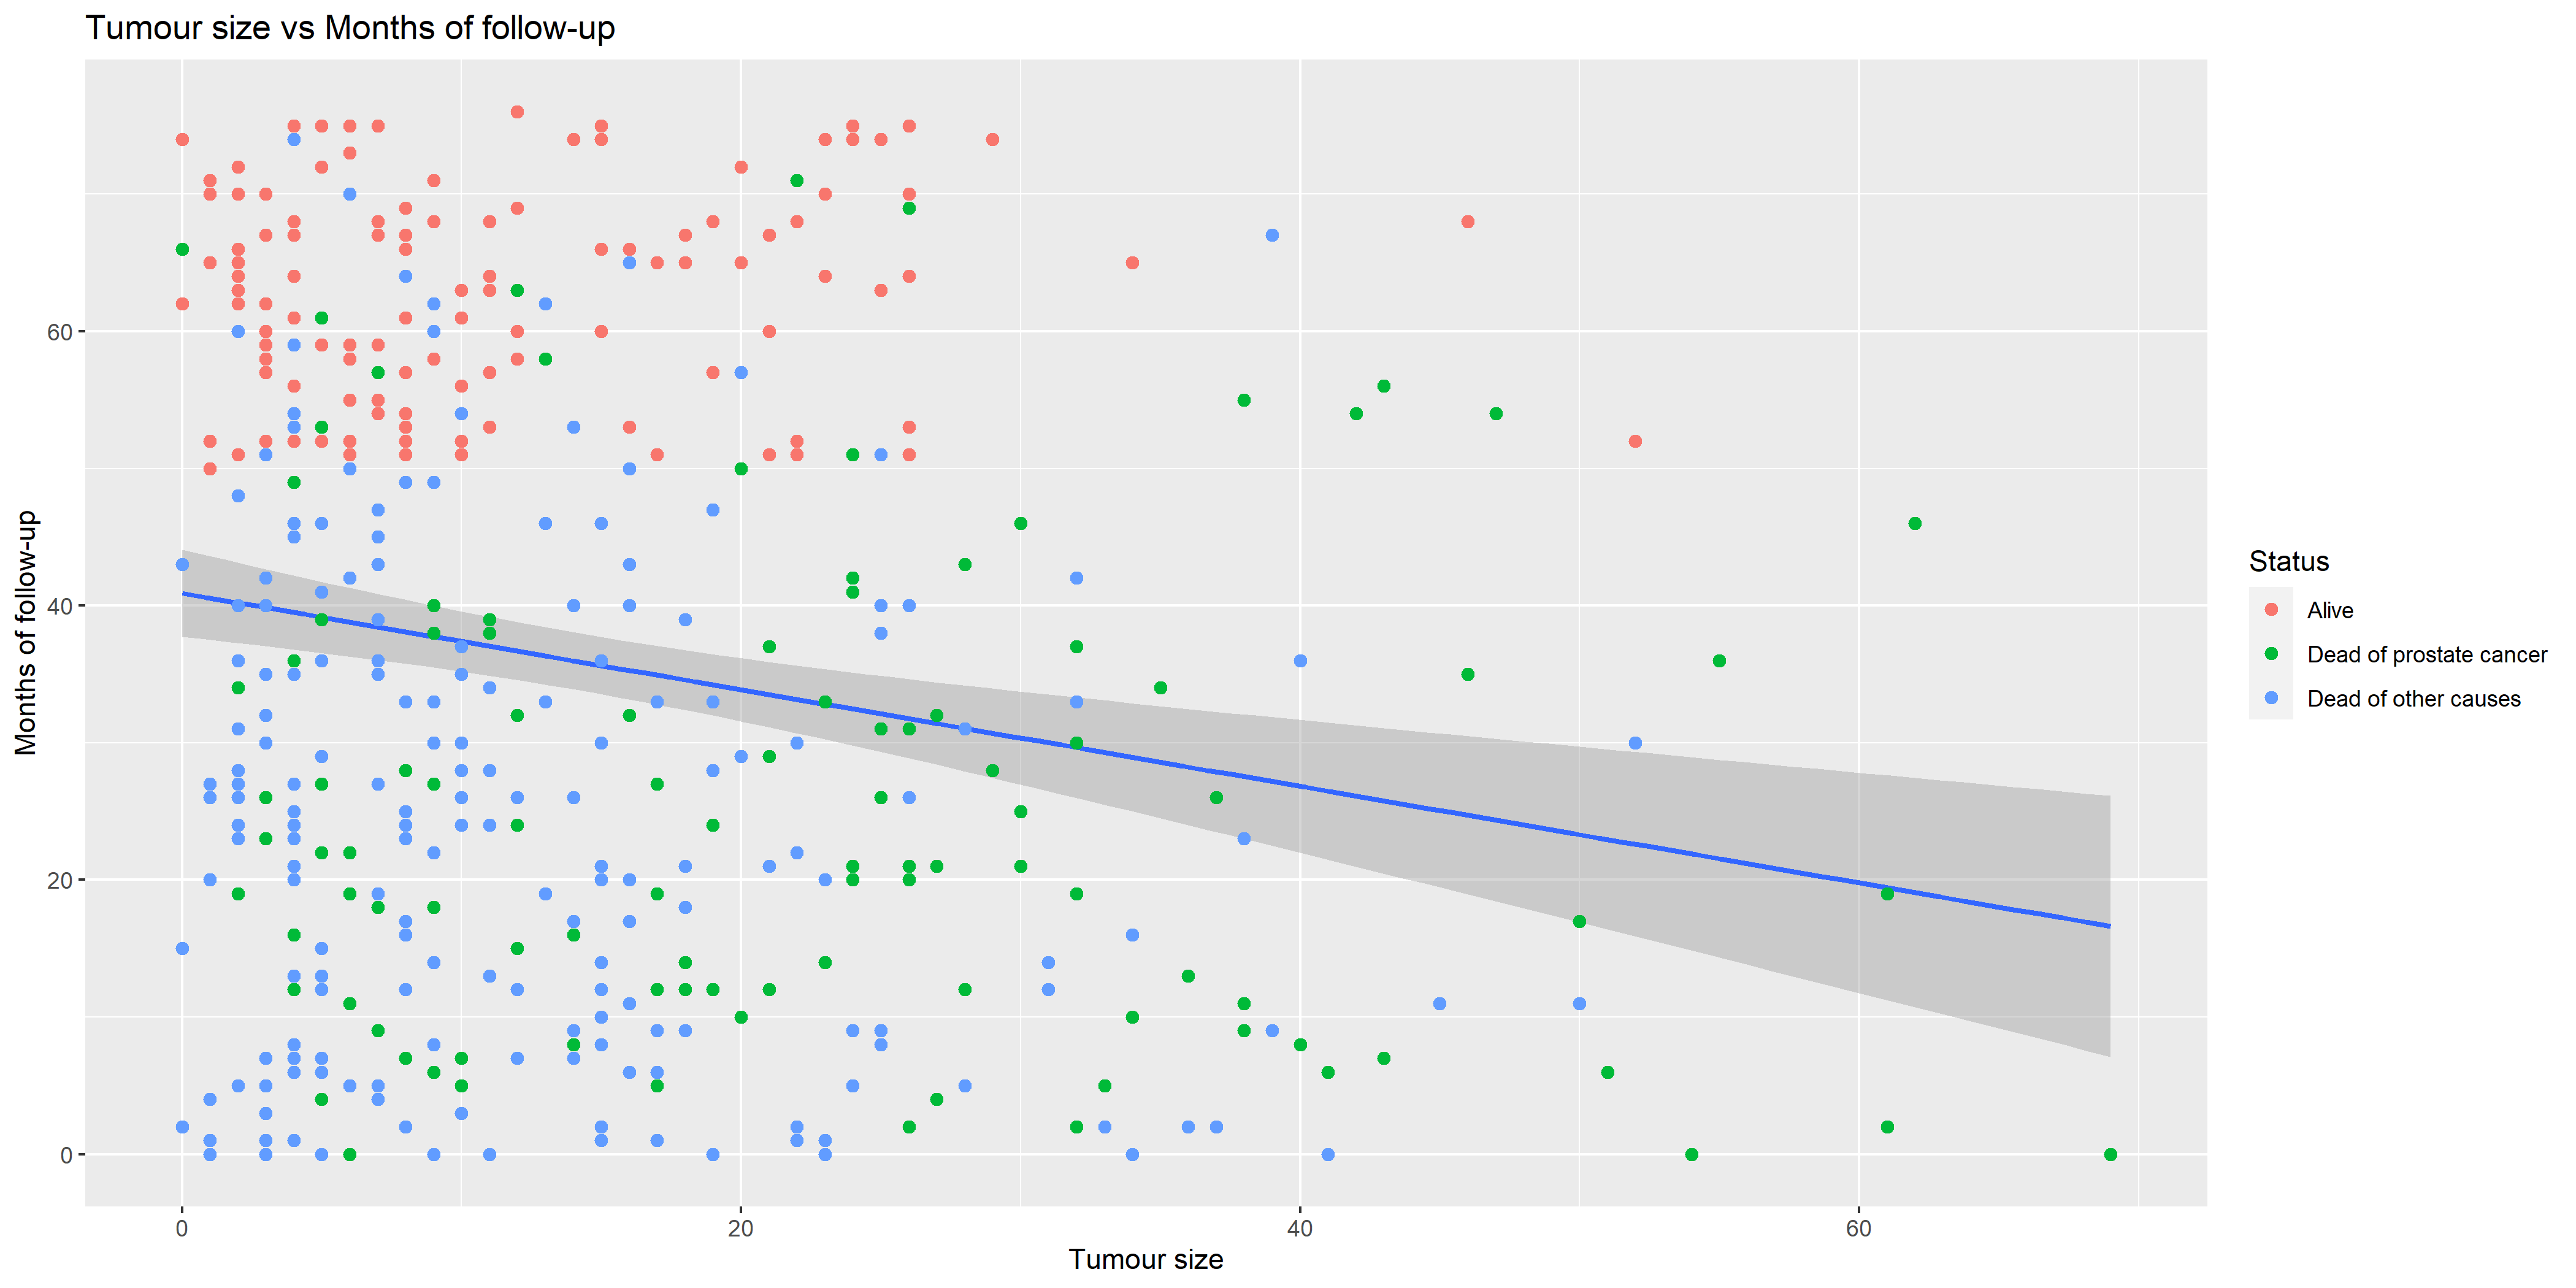 Tumour size vs Months of follow-up
Months of follow-up
60
40
20
0
0 20 40 60
Tumour size
Status
Alive
Dead of prostate cancer
Dead of other causes